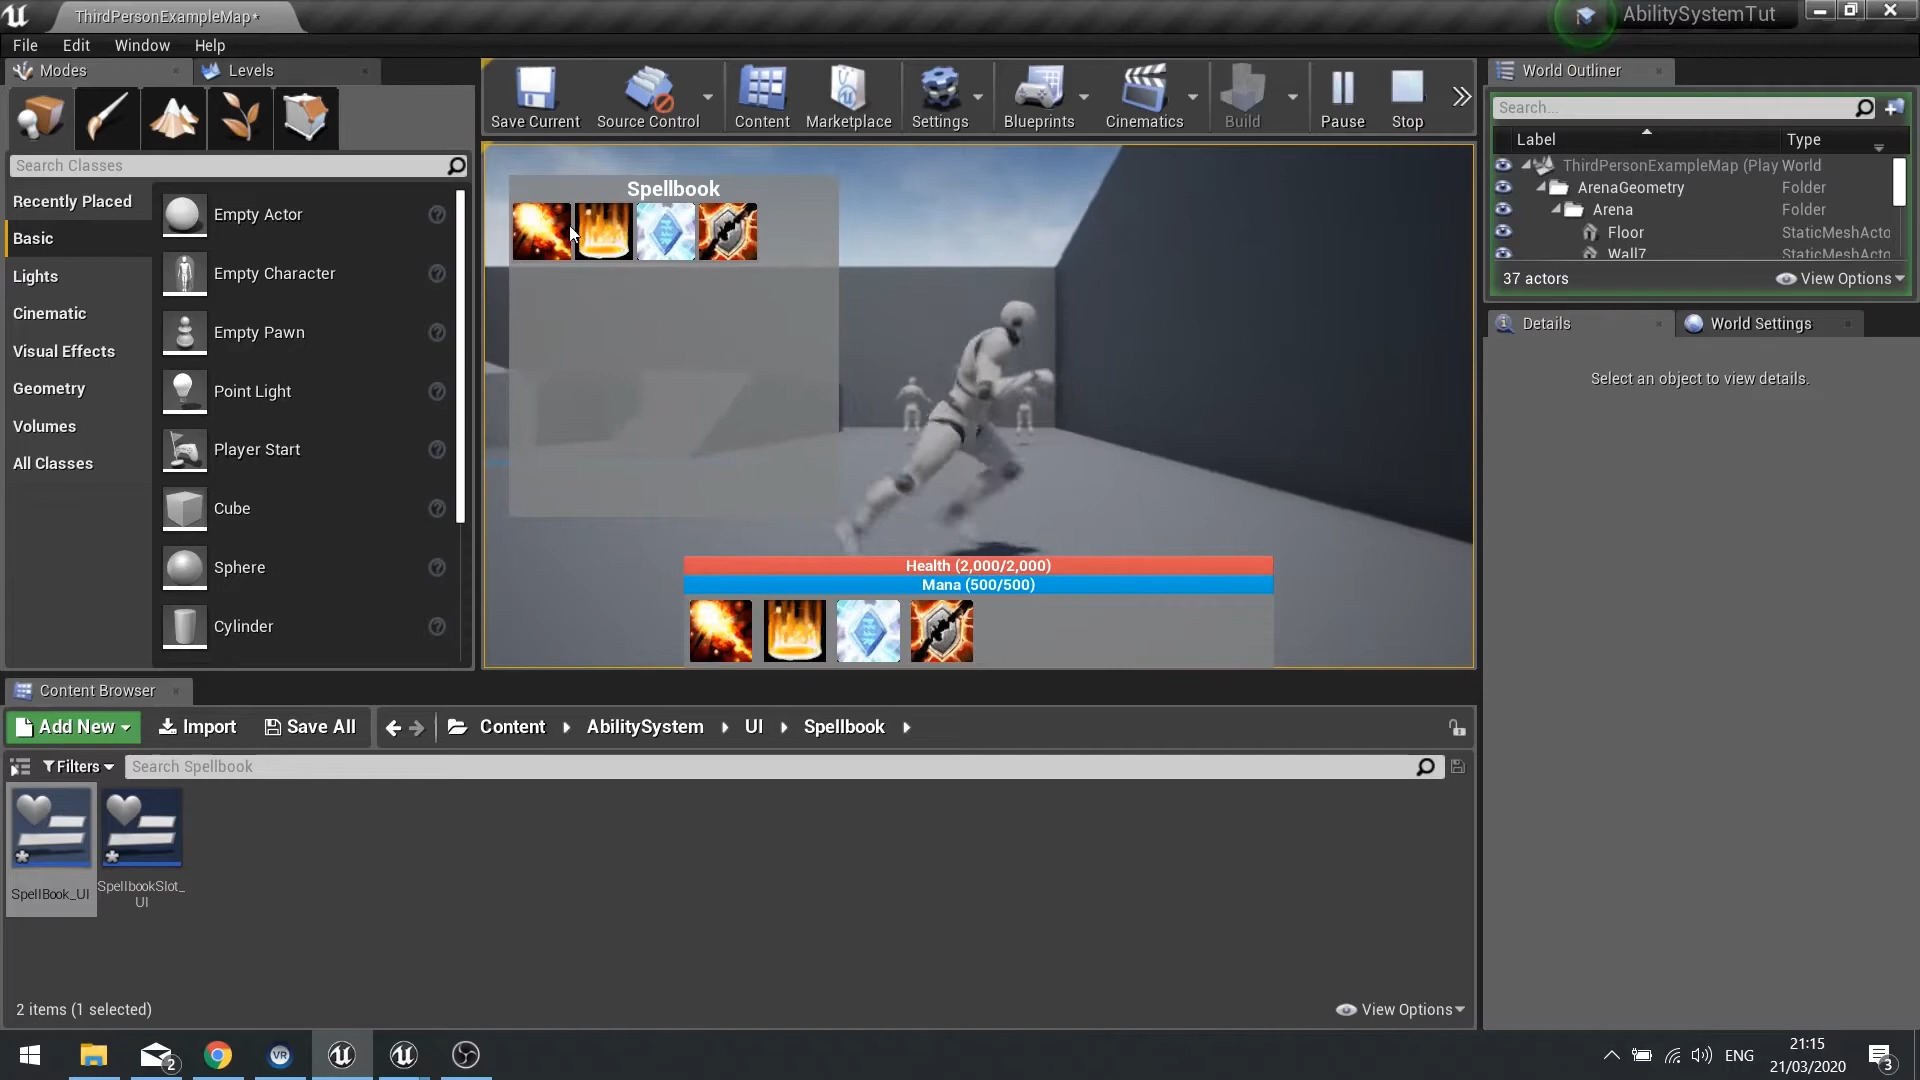 ThirdPersonExampleMap*
AbilitySystemTut
File Edit Window Help
Modes
Levels
Save Current
Source Control
Content
Marketplace
Settings
Blueprints
Cinematics
Build
Pause
Stop
Search Classes
Recently Placed
Basic
Lights
Cinematic
Visual Effects
Geometry
Volumes
All Classes
Empty Actor
Empty Character
Empty Pawn
Point Light
Player Start
Cube
Sphere
Cylinder
Spellbook
Health (2,000/2,000)
Mana (500/500)
World Outliner
Search...
Label Type
ThirdPersonExampleMap (Play World
ArenaGeometry Folder
Arena Folder
Floor StaticMeshActo
Wall7 StaticMeshActo
37 actors
View Options
Details
World Settings
Select an object to view details.
Content Browser
Add New Import Save All Content AbilitySystem UI Spellbook
Filters Search Spellbook
SpellBook_UI
SpellbookSlot_
UI
2 items (1 selected)
View Options
VR
2
ENG
21:15
21/03/2020
3